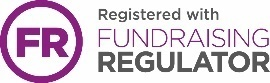 FR
Registered with
FUNDRAISING
REGULATOR